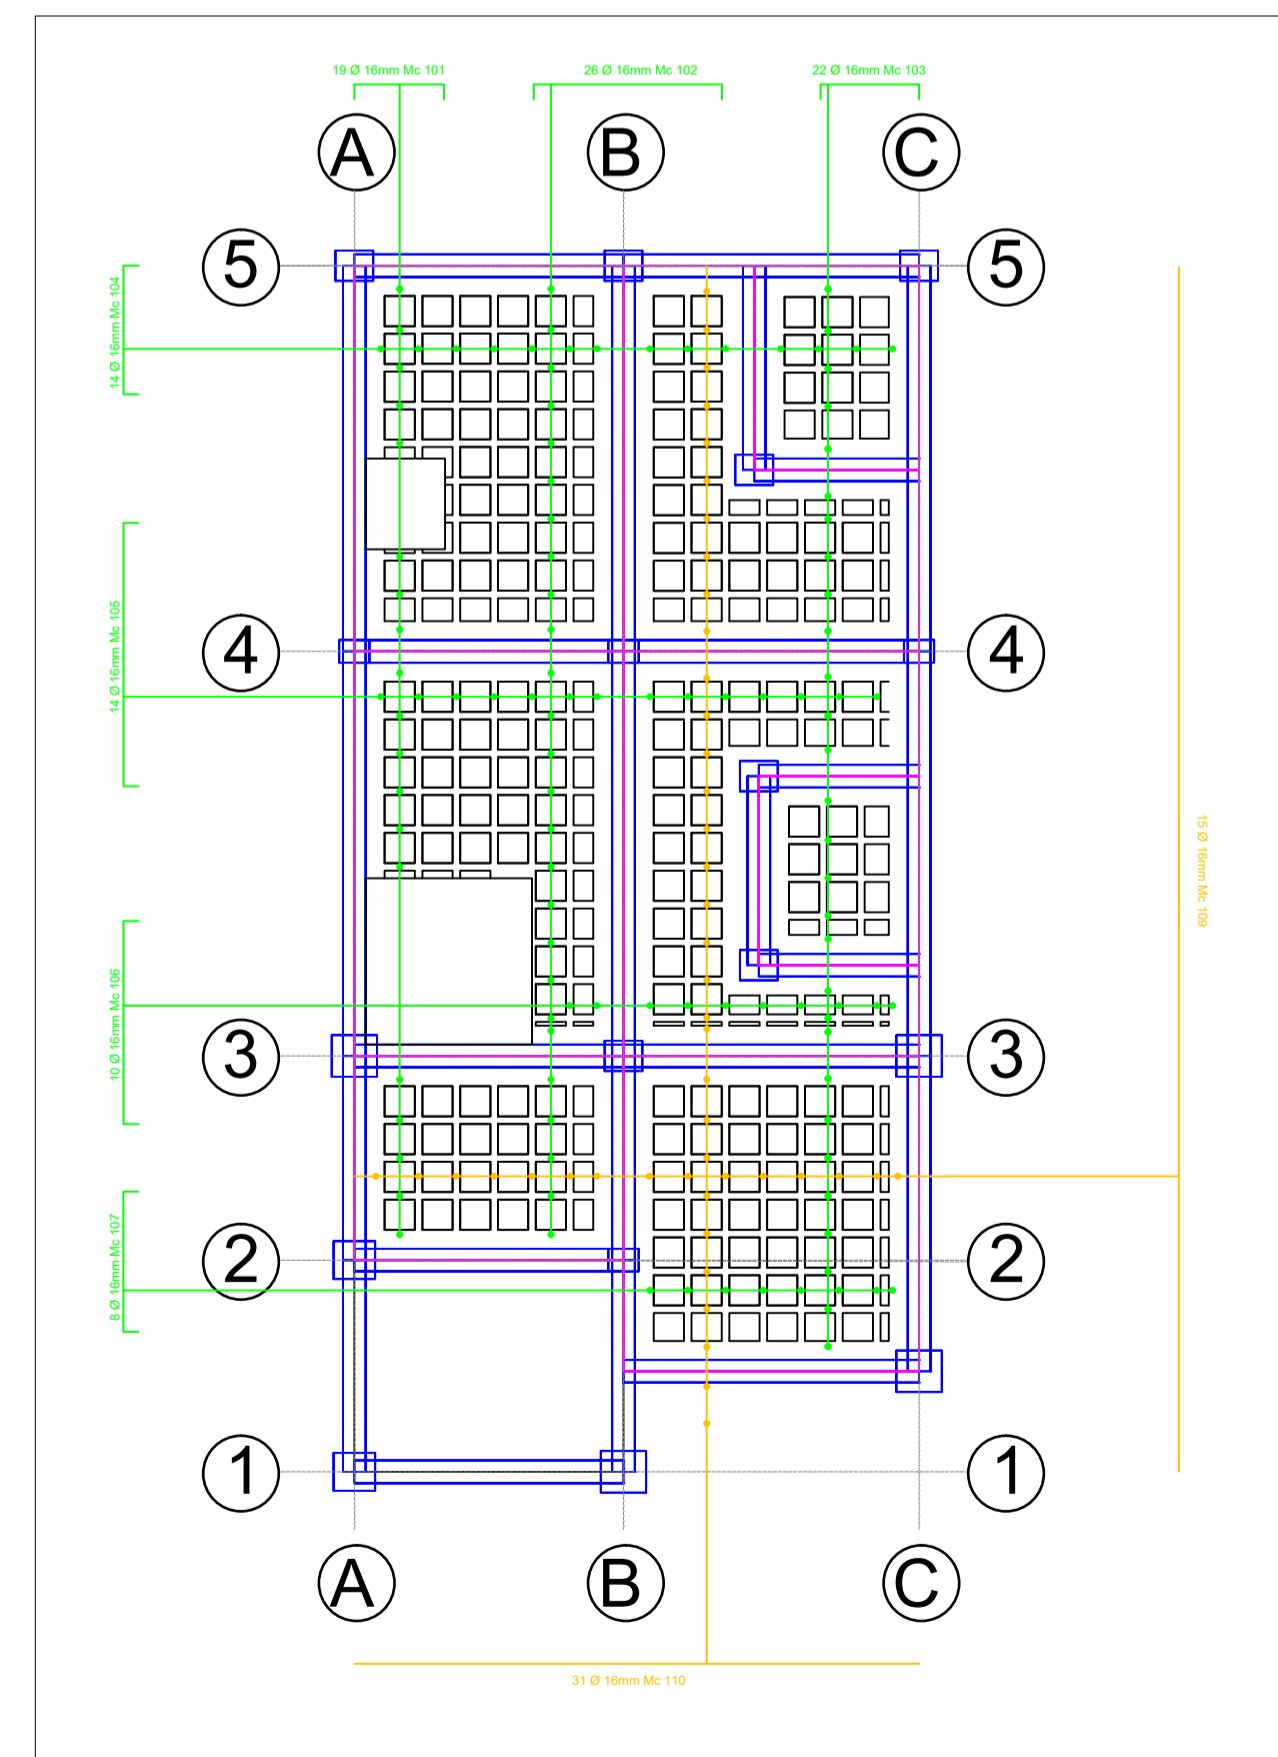 19 Ø 16mm Mc 101
26 Ø 16mm Mc 102
22 Ø 16mm Mc 103
A
B
C
5
5
14 Ø 16mm Mc 104
14 Ø 16mm Mc 105
4
4
15 Ø 16mm Mc 109
10 Ø 16mm Mc 106
3
3
8 Ø 16mm Mc 107
2
2
1
1
A
B
C
31 Ø 16mm Mc 110